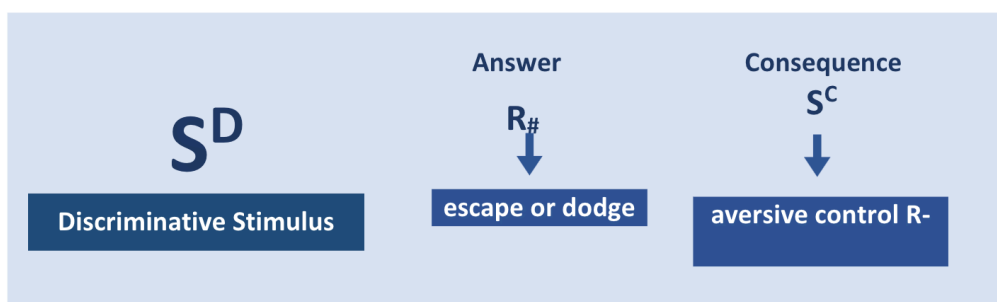 S^D
Discriminative Stimulus
Answer
R#
escape or dodge
Consequence
S^C
aversive control R-